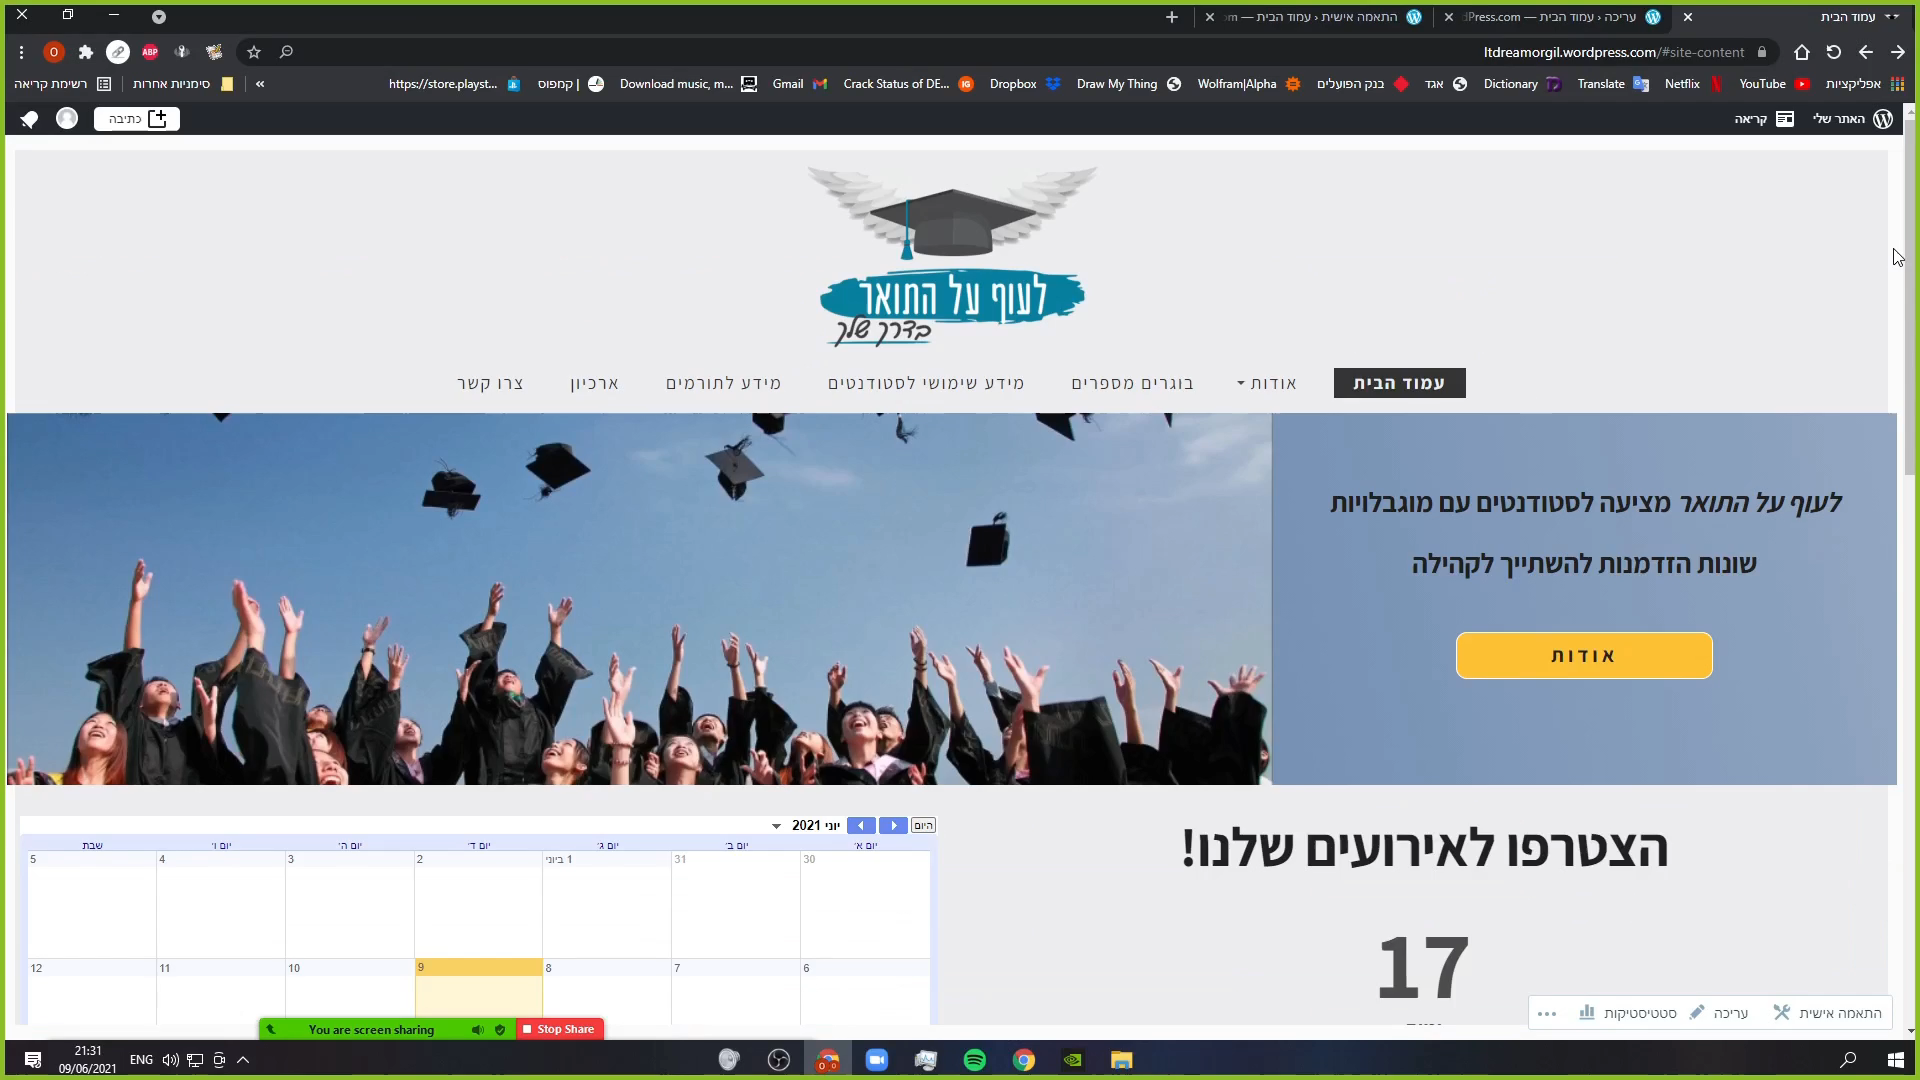 עמוד הבית
עריכה ‹ עמוד הבית — WordPress.com
התאמה אישית ‹ עמוד הבית —
ltdreamorgil.wordpress.com/#site-content
O
ABP
אפליקציות
YouTube
Netflix
Translate
Dictionary
אגד
בנק הפועלים
Wolfram|Alpha
Draw My Thing
Dropbox
Crack Status of DE...
Gmail
Download music, m...
קמפוס |
https://store.playst...
«
סימניות אחרות
רשימת קריאה
האתר שלי
קריאה
כתיבה
לעוף על התואר
בדרך שלך
עמוד הבית
אודות
בוגרים מספרים
מידע שימושי לסטודנטים
מידע לתורמים
ארכיון
צרו קשר
לעוף על התואר מציעה לסטודנטים עם מוגבלויות
שונות הזדמנות להשתייך לקהילה
אודות
הצטרפו לאירועים שלנו!
17
היום
יוני 2021
יום א׳ יום ב׳ יום ג׳ יום ד׳ יום ה׳ יום ו׳ שבת
30 31 1 ביוני 2 3 4 5
6 7 8 9 10 11 12
התאמה אישית
עריכה
סטטיסטיקות
You are screen sharing
Stop Share
ENG
21:31
09/06/2021